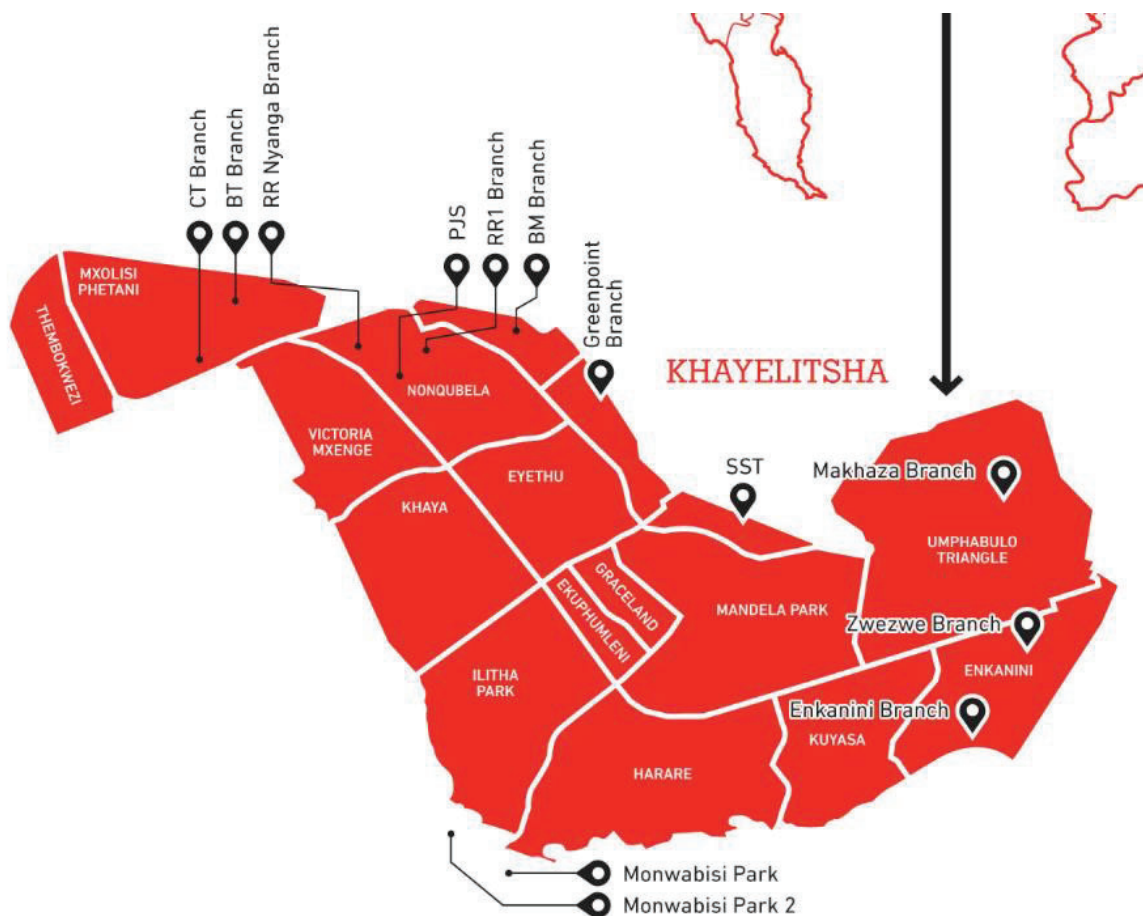 CT Branch
BT Branch
RR Nyanga Branch
PJS
RR1 Branch
BM Branch
Greenpoint
Branch
MXOLISI
PHETANI
THEMBOKWEZI
KHAYELITSHA
NONQUBELA
VICTORIA
MXENGE
EYETHU
KHAYA
SST
Makhaza Branch
UMPHABULO
TRIANGLE
GRACELAND
EKUPHUMLENI
MANDELA PARK
Zwezwe Branch
ENKANINI
ILITHA
PARK
Enkanini Branch
KUYASA
HARARE
Monwabisi Park
Monwabisi Park 2